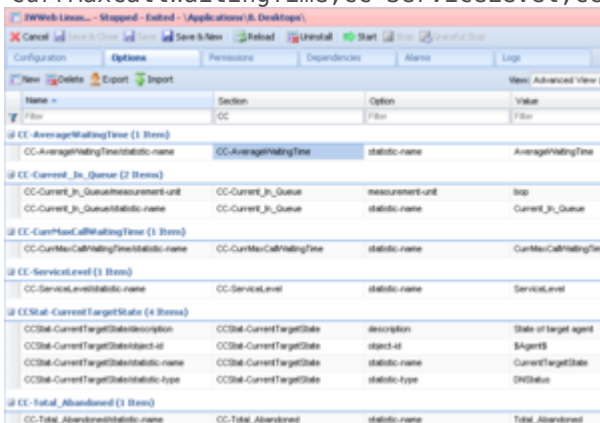 CurrMaxCallWaitingTime,CC-ServiceLevel,CC
IWWeb Linux... - Stopped - Exited - \Applications\8. Desktops\
Cancel Save & Close Save Save & New Reload Uninstall Start Stop Graceful Stop
Configuration Options Permissions Dependencies Alarms Logs
New Delete Export Import View: Advanced View (
Name Section Option Value
Filter CC Filter Filter
CC-AverageWaitingTime (1 Item)
CC-AverageWaitingTime/statistic-name CC-AverageWaitingTime statistic-name AverageWaitingTime
CC-Current_In_Queue (2 Items)
CC-Current_In_Queue/measurement-unit CC-Current_In_Queue measurement-unit bop
CC-Current_In_Queue/statistic-name CC-Current_In_Queue statistic-name Current_In_Queue
CC-CurrMaxCallWaitingTime (1 Item)
CC-CurrMaxCallWaitingTime/statistic-name CC-CurrMaxCallWaitingTime statistic-name CurrMaxCallWaitingTime
CC-ServiceLevel (1 Item)
CC-ServiceLevel/statistic-name CC-ServiceLevel statistic-name ServiceLevel
CCStat-CurrentTargetState (4 Items)
CCStat-CurrentTargetState/description CCStat-CurrentTargetState description State of target agent
CCStat-CurrentTargetState/object-id CCStat-CurrentTargetState object-id $Agent$
CCStat-CurrentTargetState/statistic-name CCStat-CurrentTargetState statistic-name CurrentTargetState
CCStat-CurrentTargetState/statistic-type CCStat-CurrentTargetState statistic-type DNStatus
CC-Total_Abandoned (1 Item)
CC-Total_Abandoned/statistic-name CC-Total_Abandoned statistic-name Total_Abandoned